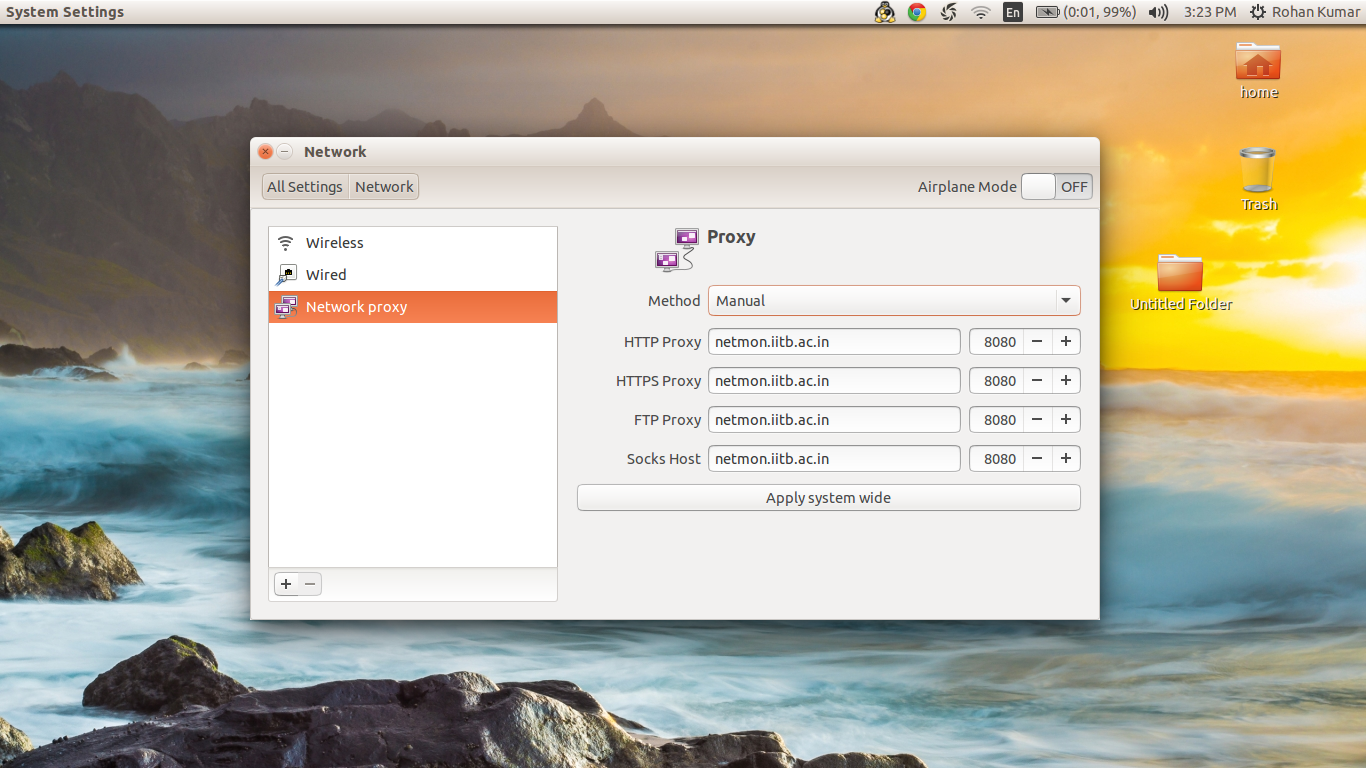 System Settings
En (0:01, 99%) 3:23 PM Rohan Kumar
home
Trash
Untitled Folder
Network
All Settings Network Airplane Mode OFF
Wireless
Wired
Network proxy
Proxy
Method Manual
HTTP Proxy netmon.iitb.ac.in 8080 − +
HTTPS Proxy netmon.iitb.ac.in 8080 − +
FTP Proxy netmon.iitb.ac.in 8080 − +
Socks Host netmon.iitb.ac.in 8080 − +
Apply system wide
+ −